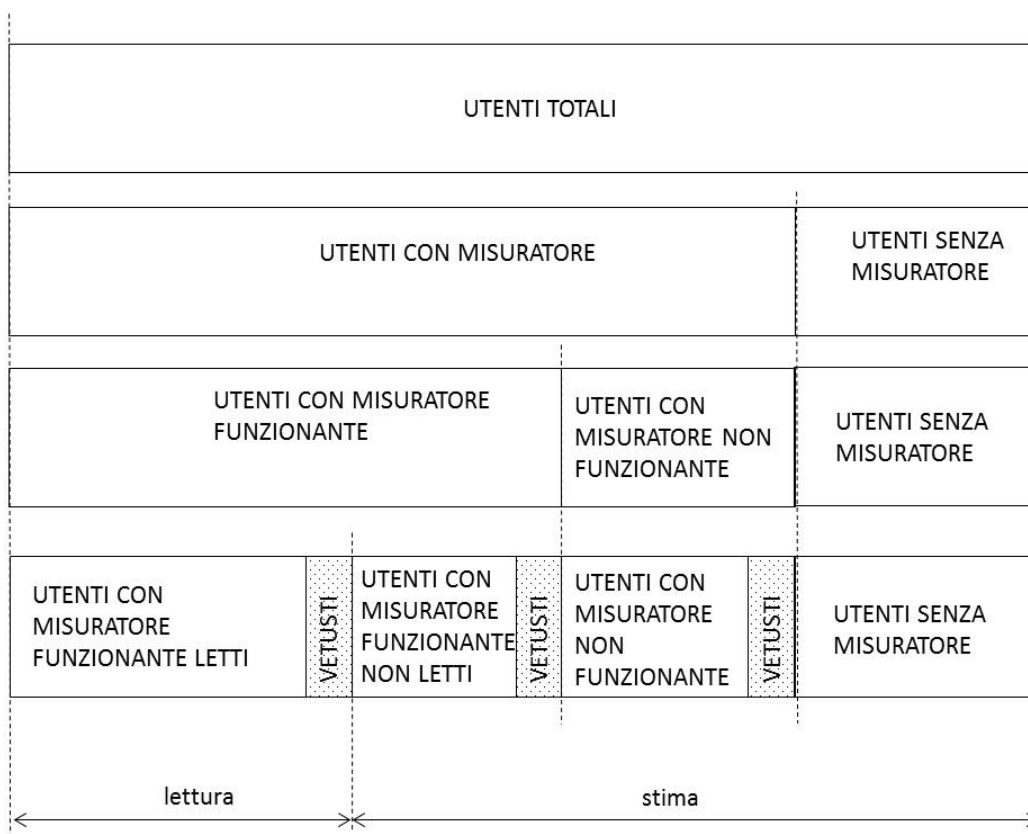 UTENTI TOTALI
UTENTI CON MISURATORE
UTENTI SENZA
MISURATORE
UTENTI CON MISURATORE
FUNZIONANTE
UTENTI CON
MISURATORE NON
FUNZIONANTE
UTENTI SENZA
MISURATORE
UTENTI CON
MISURATORE
FUNZIONANTE LETTI
VETUSTI
UTENTI CON
MISURATORE
FUNZIONANTE
NON LETTI
VETUSTI
UTENTI CON
MISURATORE
NON
FUNZIONANTE
VETUSTI
UTENTI SENZA
MISURATORE
lettura
stima